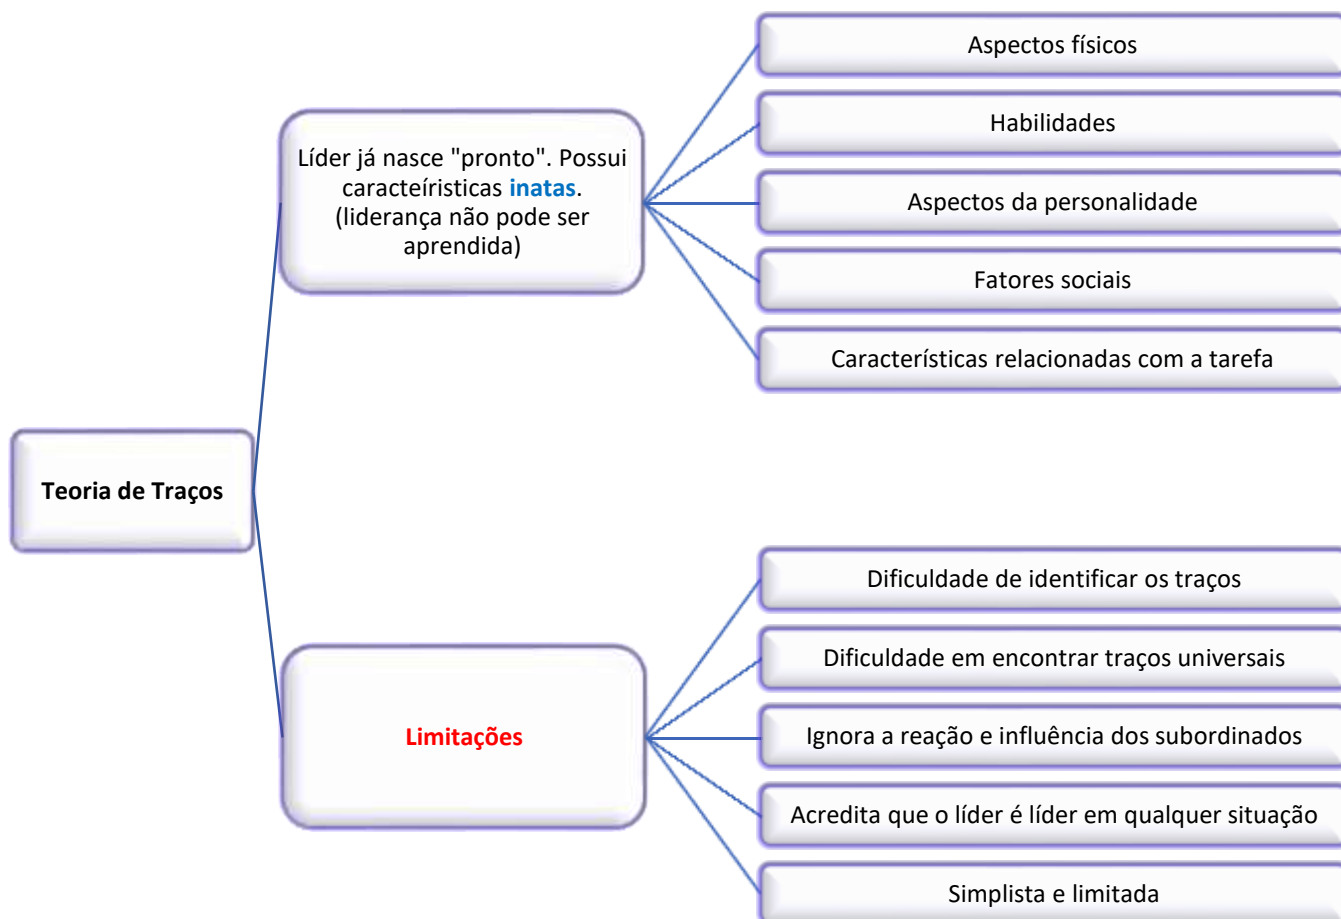 Aspectos físicos
Habilidades
Líder já nasce "pronto". Possui
caracteíristicas inatas.
(liderança não pode ser
aprendida)
Aspectos da personalidade
Fatores sociais
Características relacionadas com a tarefa
Teoria de Traços
Dificuldade de identificar os traços
Dificuldade em encontrar traços universais
Limitações
Ignora a reação e influência dos subordinados
Acredita que o líder é líder em qualquer situação
Simplista e limitada